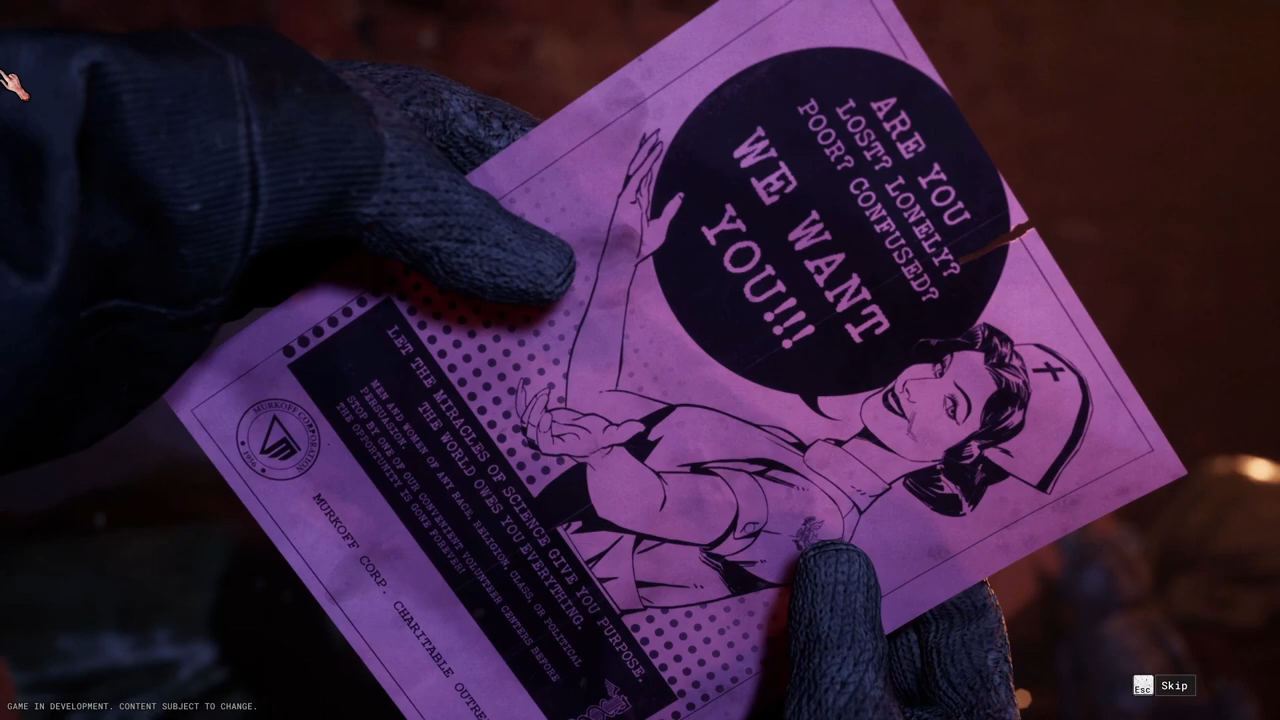 ARE YOU
LOST? LONELY?
POOR? CONFUSED?
WE WANT
YOU!!!
LET THE MIRACLES OF SCIENCE GIVE YOU PURPOSE.
THE WORLD OWES YOU EVERYTHING.
MEN AND WOMEN OF ANY RACE, RELIGION, CLASS, OR POLITICAL
PERSUASION.
STOP BY ONE OF OUR CONVENIENT VOLUNTEER CENTERS BEFORE
THE OPPORTUNITY IS GONE FOREVER!
MURKOFF CORPORATION
1956
MURKOFF CORP. CHARITABLE
Esc Skip
GAME IN DEVELOPMENT. CONTENT SUBJECT TO CHANGE.